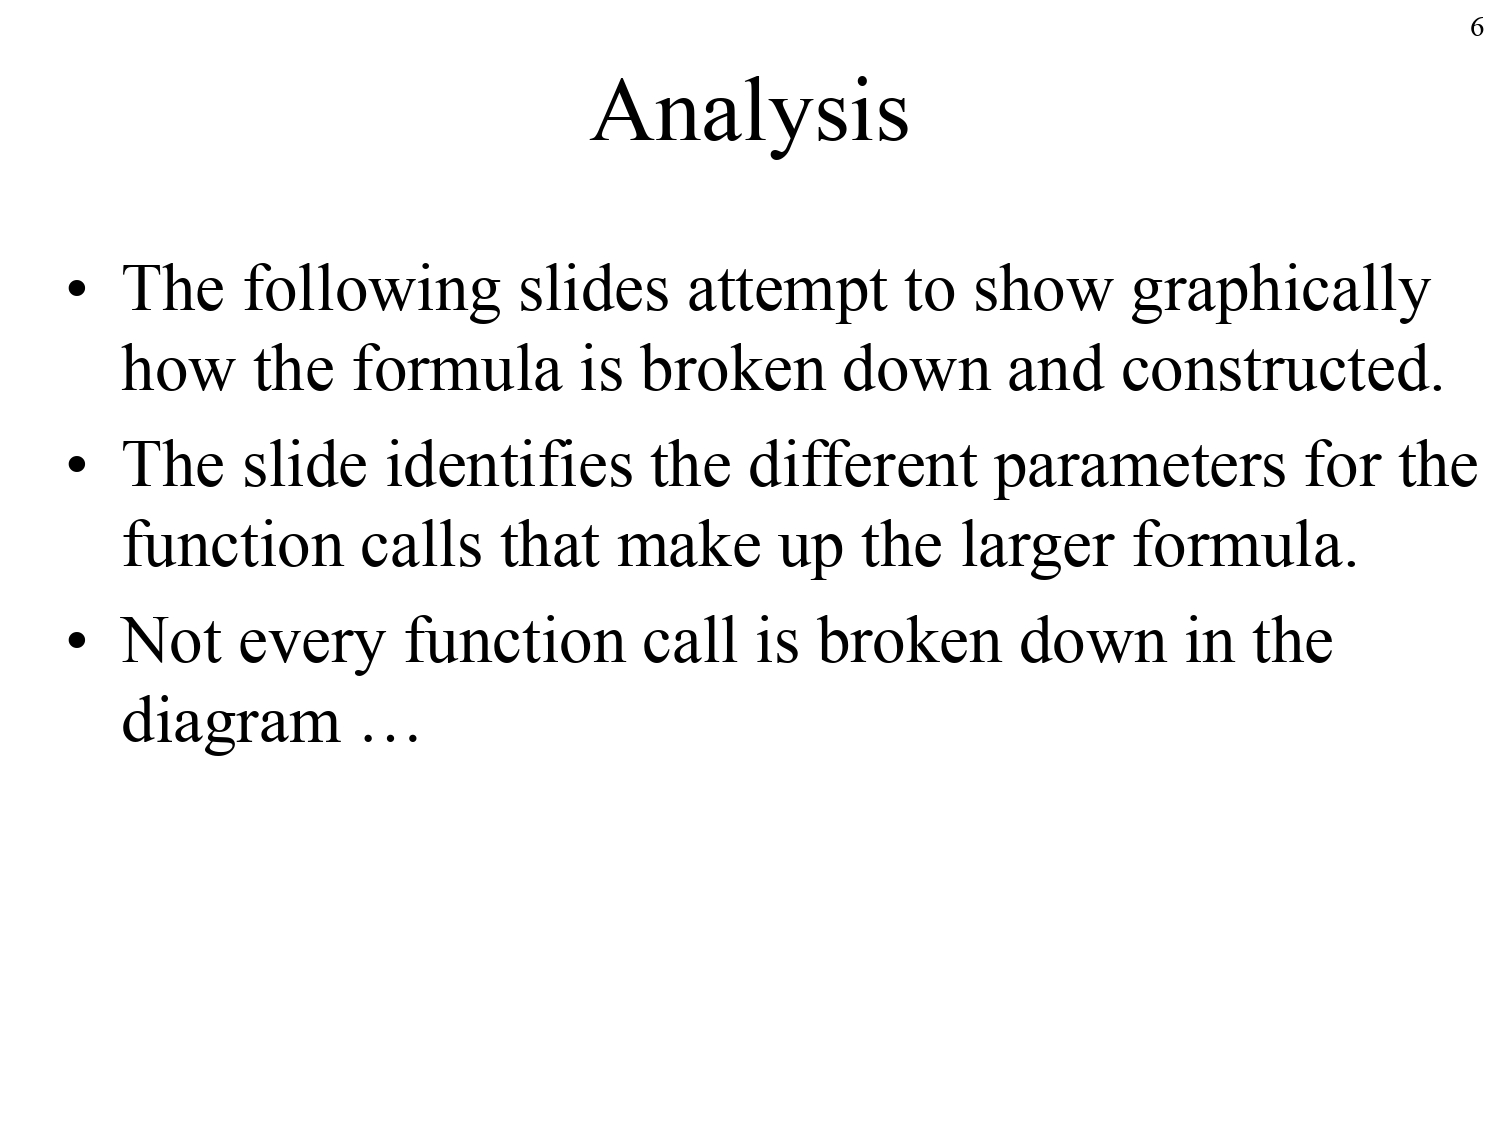 6
Analysis
• The following slides attempt to show graphically
how the formula is broken down and constructed.
• The slide identifies the different parameters for the
function calls that make up the larger formula.
• Not every function call is broken down in the
diagram …